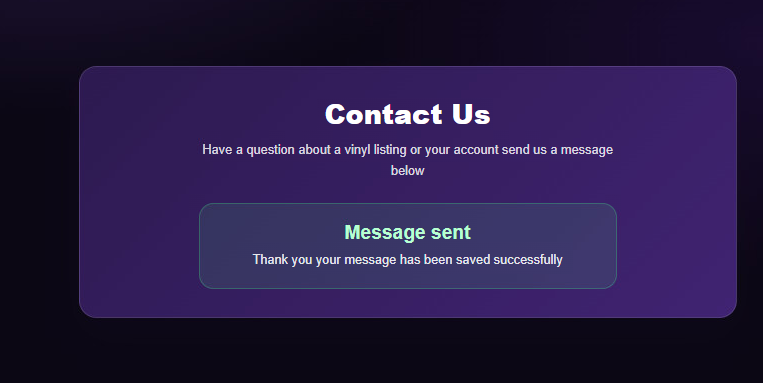 Contact Us
Have a question about a vinyl listing or your account send us a message
below
Message sent
Thank you your message has been saved successfully